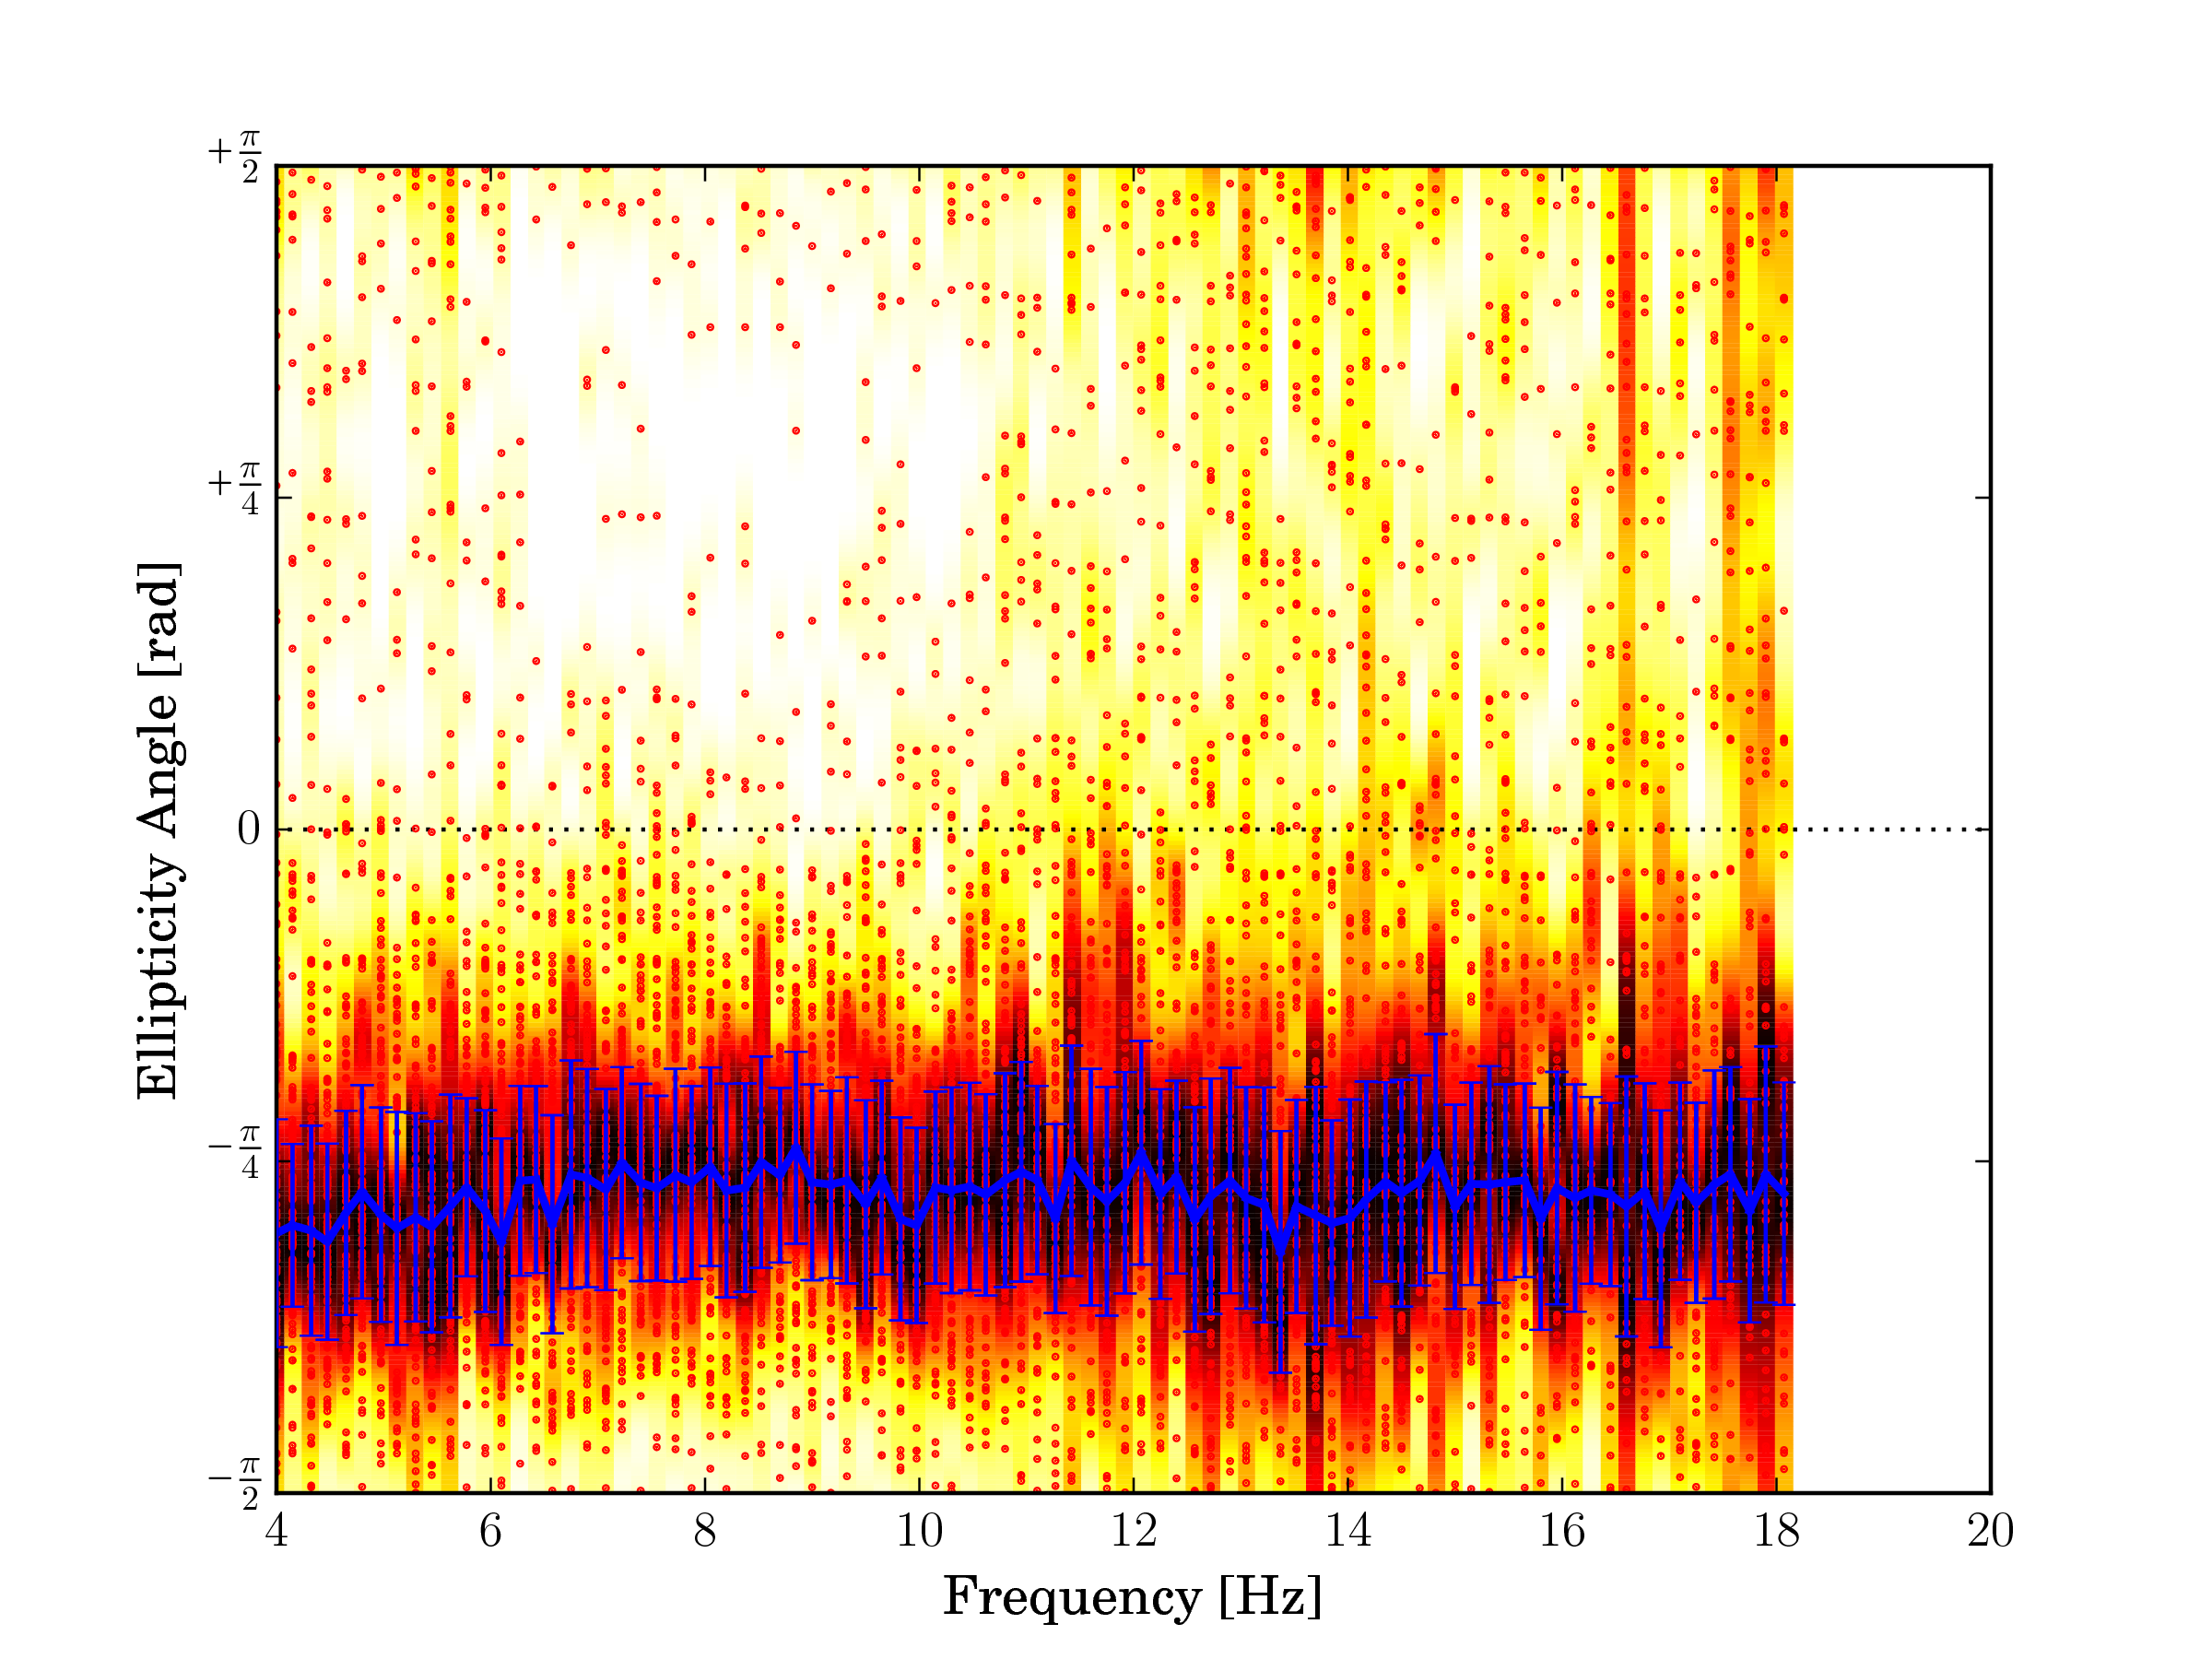 +π/2
+π/4
0
−π/4
−π/2
Ellipticity Angle [rad]
4 6 8 10 12 14 16 18 20
Frequency [Hz]